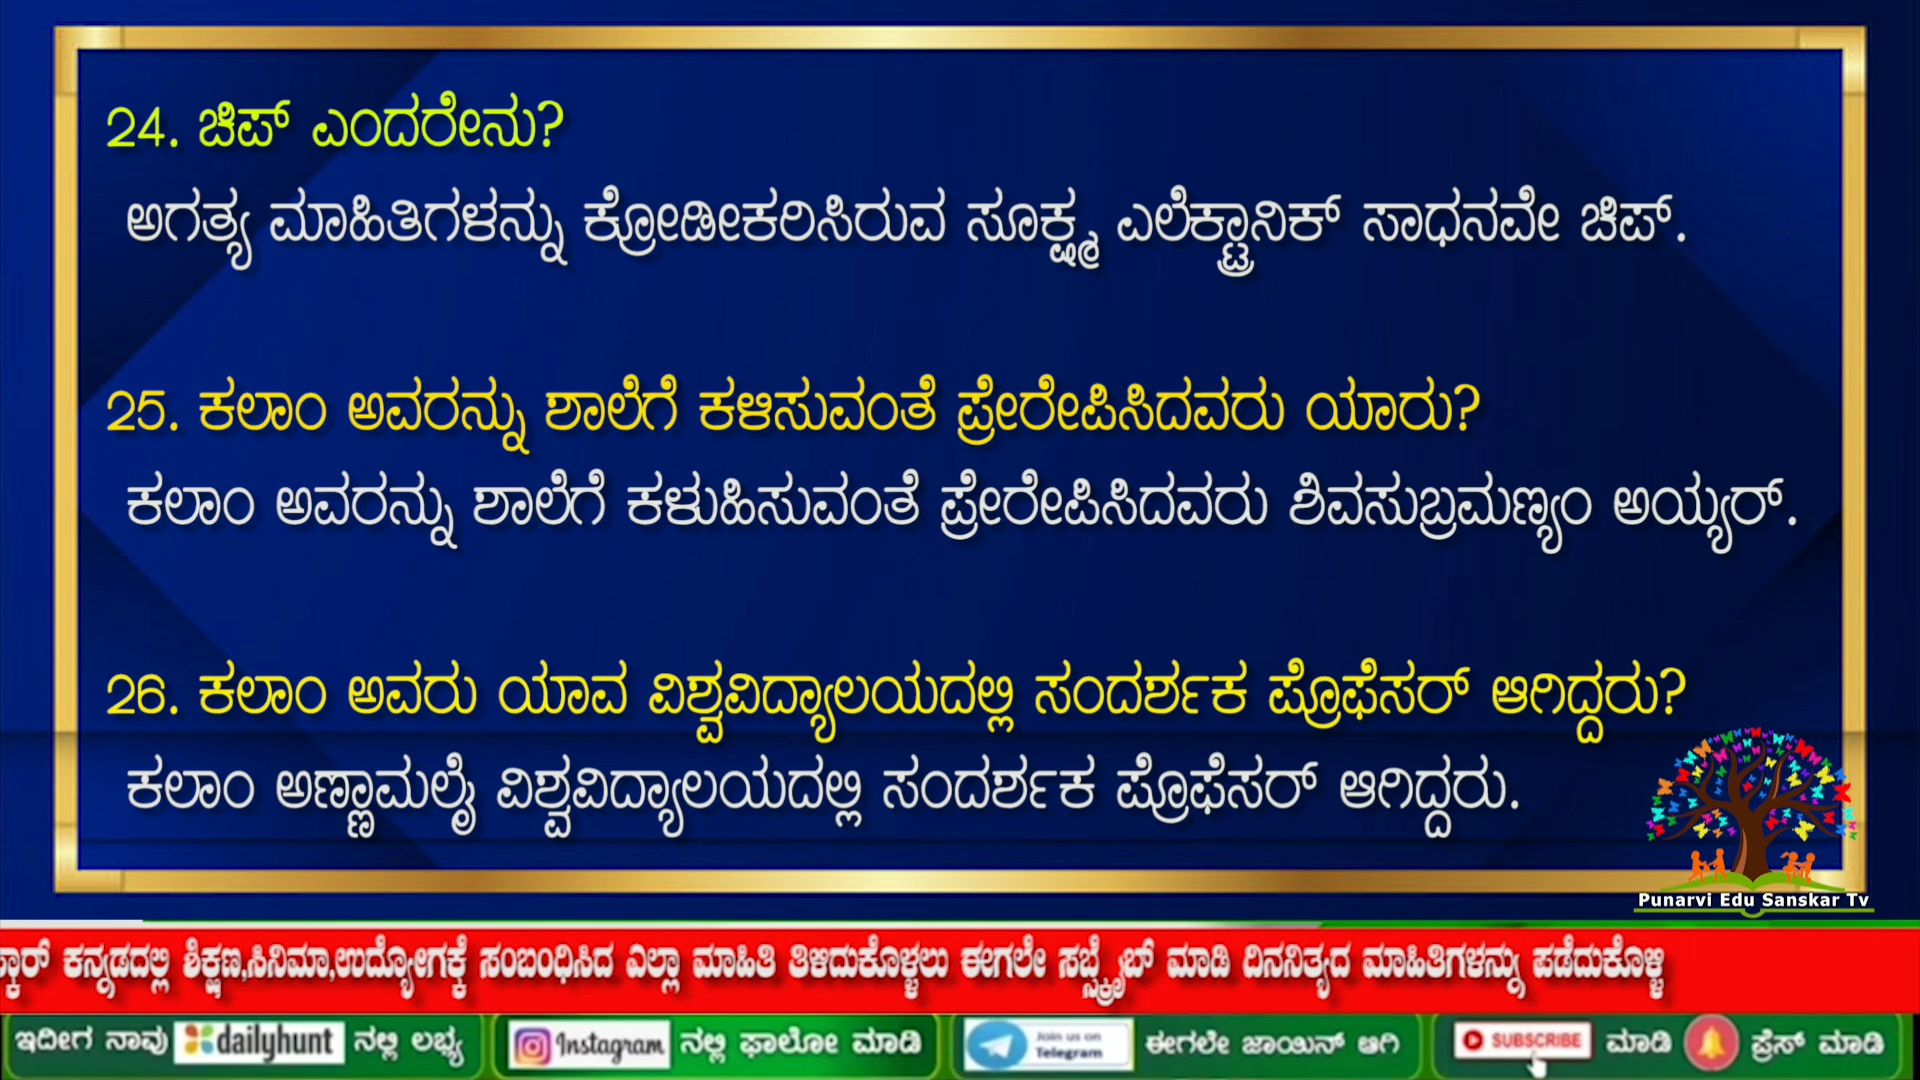 24. ಚಿಪ್ ಎಂದರೇನು?
ಅಗತ್ಯ ಮಾಹಿತಿಗಳನ್ನು ಕ್ರೋಡೀಕರಿಸಿರುವ ಸೂಕ್ಷ್ಮ ಎಲೆಕ್ಟ್ರಾನಿಕ್ ಸಾಧನವೇ ಚಿಪ್.
25. ಕಲಾಂ ಅವರನ್ನು ಶಾಲೆಗೆ ಕಳಿಸುವಂತೆ ಪ್ರೇರೇಪಿಸಿದವರು ಯಾರು?
ಕಲಾಂ ಅವರನ್ನು ಶಾಲೆಗೆ ಕಳುಹಿಸುವಂತೆ ಪ್ರೇರೇಪಿಸಿದವರು ಶಿವಸುಬ್ರಮಣ್ಯಂ ಅಯ್ಯರ್.
26. ಕಲಾಂ ಅವರು ಯಾವ ವಿಶ್ವವಿದ್ಯಾಲಯದಲ್ಲಿ ಸಂದರ್ಶಕ ಪ್ರೊಫೆಸರ್ ಆಗಿದ್ದರು?
ಕಲಾಂ ಅಣ್ಣಾಮಲೈ ವಿಶ್ವವಿದ್ಯಾಲಯದಲ್ಲಿ ಸಂದರ್ಶಕ ಪ್ರೊಫೆಸರ್ ಆಗಿದ್ದರು.
Punarvi Edu Sanskar Tv
ಕನ್ನಡದಲ್ಲಿ ಶಿಕ್ಷಣ,ಸಿನಿಮಾ,ಉದ್ಯೋಗಕ್ಕೆ ಸಂಬಂಧಿಸಿದ ಎಲ್ಲಾ ಮಾಹಿತಿ ತಿಳಿದುಕೊಳ್ಳಲು ಈಗಲೇ ಸಬ್ಸ್ಕ್ರೈಬ್ ಮಾಡಿ ದಿನನಿತ್ಯದ ಮಾಹಿತಿಗಳನ್ನು ಪಡೆದುಕೊಳ್ಳಿ
ಇದೀಗ ನಾವು dailyhunt ನಲ್ಲಿ ಲಭ್ಯ Instagram ನಲ್ಲಿ ಫಾಲೋ ಮಾಡಿ Join us on Telegram ಈಗಲೇ ಜಾಯಿನ್ ಆಗಿ SUBSCRIBE ಮಾಡಿ ಪ್ರೆಸ್ ಮಾಡಿ